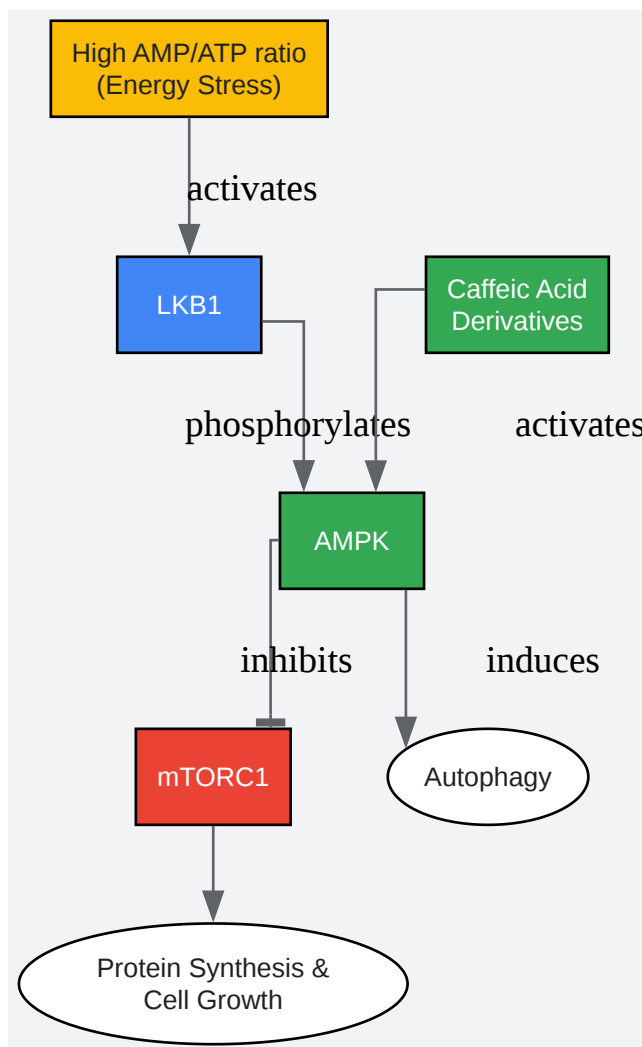 High AMP/ATP ratio
(Energy Stress)
activates
LKB1
Caffeic Acid
Derivatives
phosphorylates
activates
AMPK
inhibits
induces
mTORC1
Autophagy
Protein Synthesis &
Cell Growth